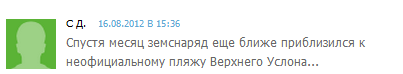 С Д. 16.08.2012 В 15:36
Спустя месяц земснаряд еще ближе приблизился к
неофициальному пляжу Верхнего Услона...